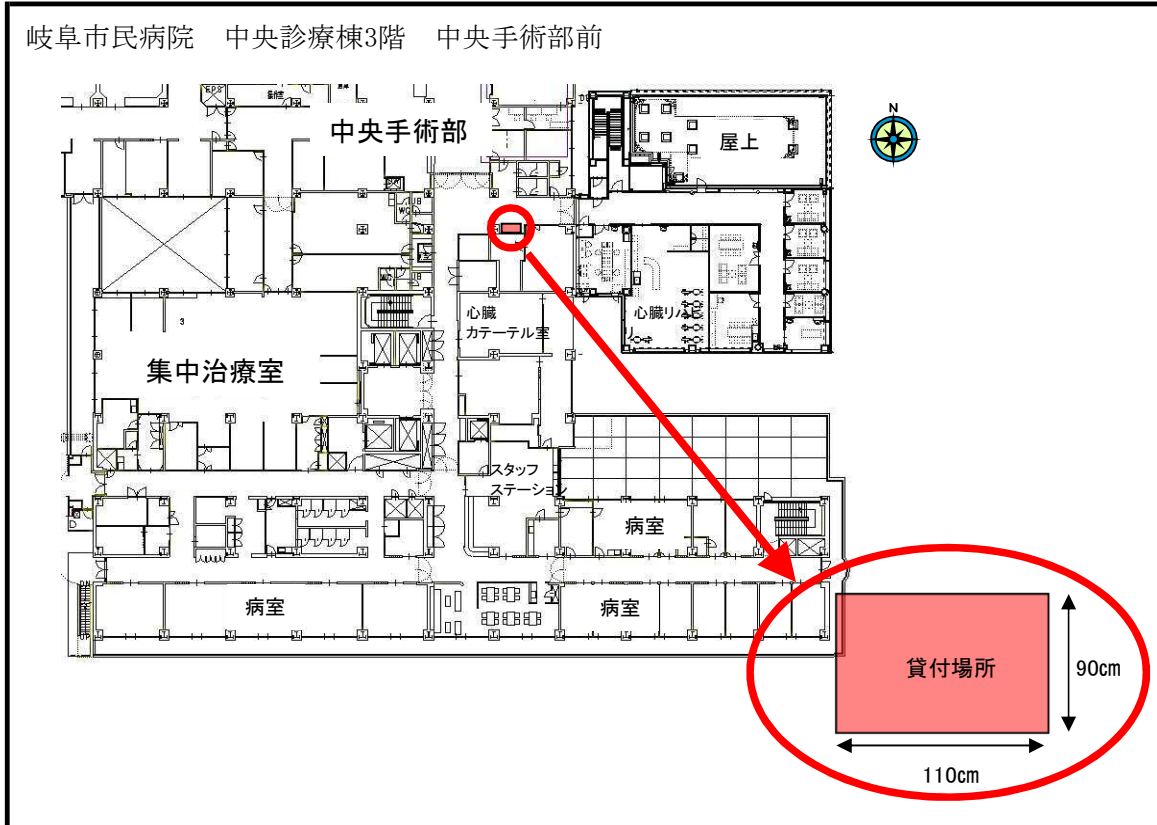 岐阜市民病院　中央診療棟3階　中央手術部前
EPS
中央手術部
屋上
N
WC
心臓
カテーテル室
心臓リハビ
リ
3
集中治療室
スタッフ
ステーション
病室
病室
病室
貸付場所
90cm
110cm